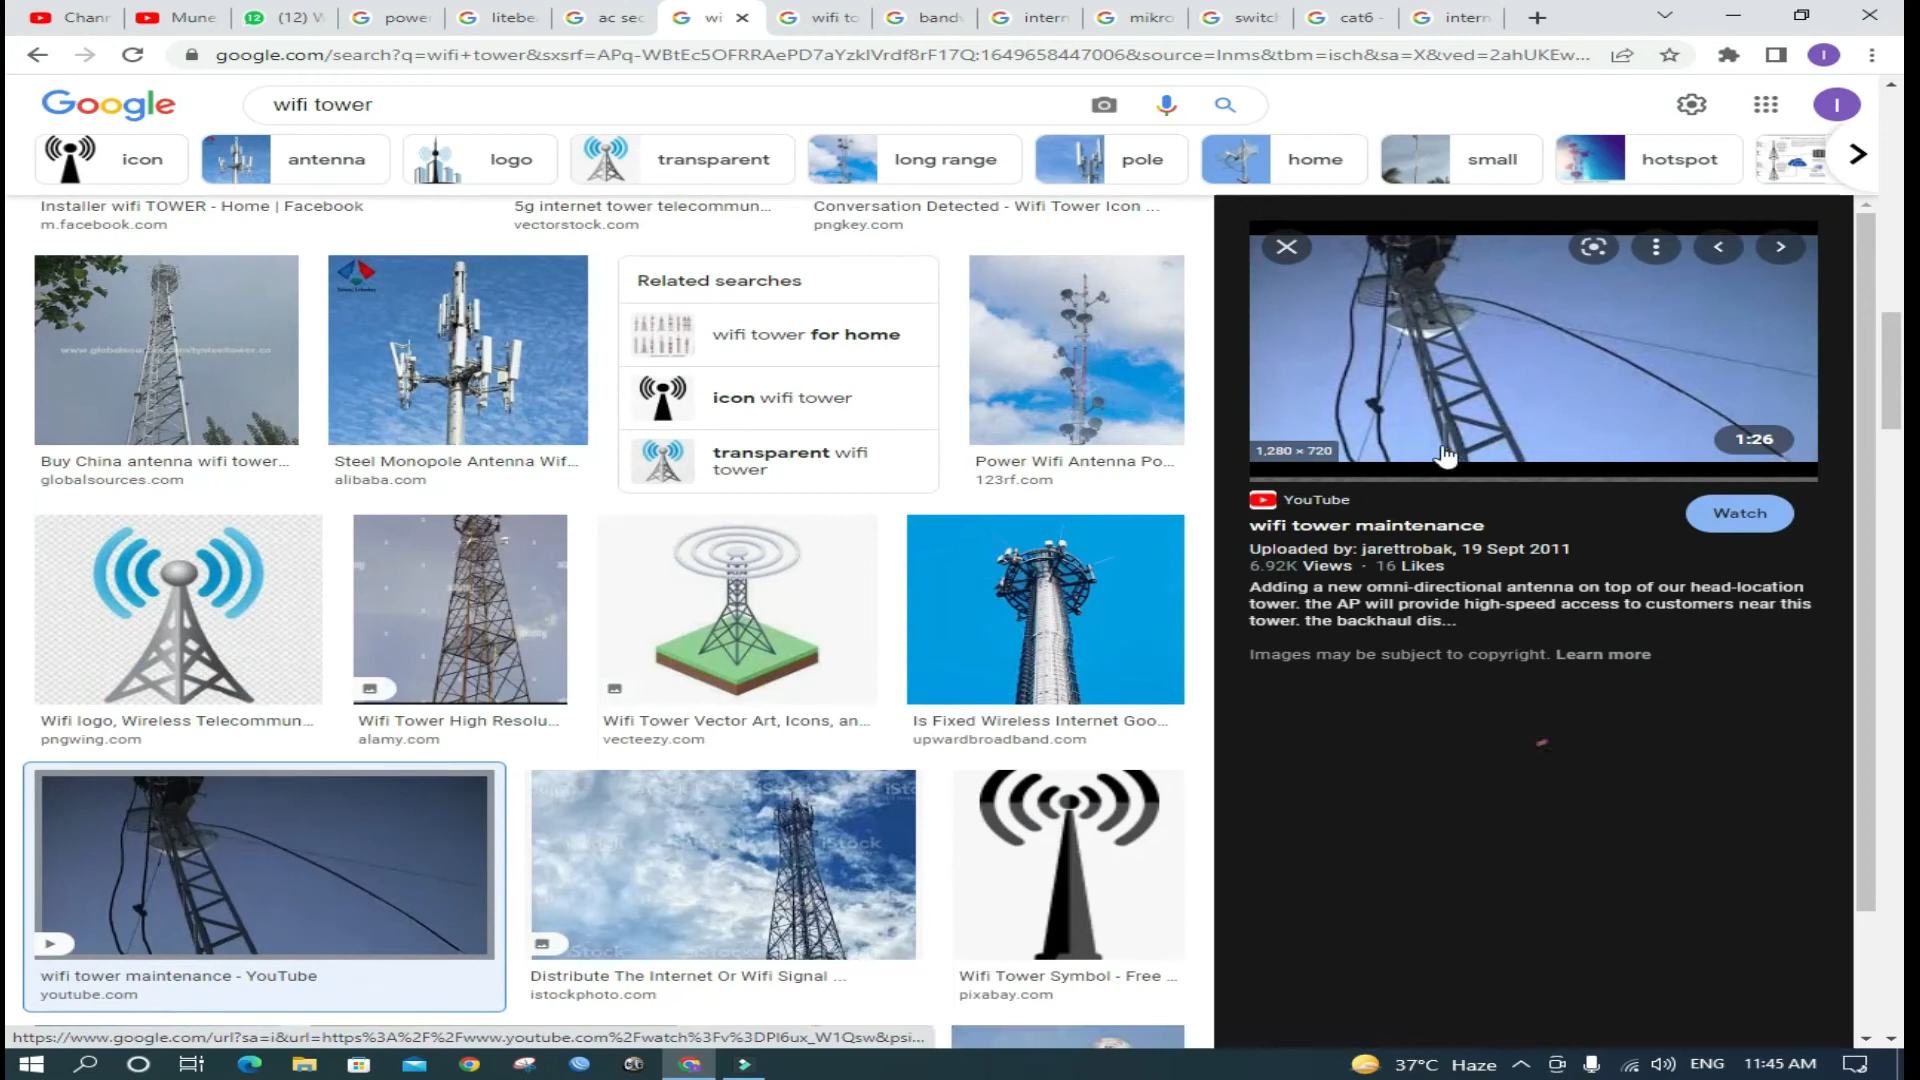 Chann
Mune
12
(12) W
power
litebe
ac sec
wi
wifi to
band
intern
mikro
switch
cat6 -
intern
google.com/search?q=wifi+tower&sxsrf=APq-WBtEc5OFRRAePD7aYzkIVrdf8rF17Q:1649658447006&source=lnms&tbm=isch&sa=X&ved=2ahUKEw...
I
Google
wifi tower
I
icon
antenna
logo
transparent
long range
pole
home
small
hotspot
Installer wifi TOWER - Home | Facebook
m.facebook.com
5g internet tower telecommun...
vectorstock.com
Conversation Detected - Wifi Tower Icon ...
pngkey.com
Buy China antenna wifi tower...
globalsources.com
Steel Monopole Antenna Wif...
alibaba.com
Related searches
wifi tower for home
icon wifi tower
transparent wifi
tower
Power Wifi Antenna Po...
123rf.com
Wifi logo, Wireless Telecommun...
pngwing.com
Wifi Tower High Resolu...
alamy.com
Wifi Tower Vector Art, Icons, an...
vecteezy.com
Is Fixed Wireless Internet Goo...
upwardbroadband.com
wifi tower maintenance - YouTube
youtube.com
iStock
Distribute The Internet Or Wifi Signal ...
istockphoto.com
Wifi Tower Symbol - Free ...
pixabay.com
1:26
1,280 × 720
YouTube
wifi tower maintenance
Watch
Uploaded by: jarettrobak, 19 Sept 2011
6.92K Views · 16 Likes
Adding a new omni-directional antenna on top of our head-location
tower. the AP will provide high-speed access to customers near this
tower. the backhaul dis...
Images may be subject to copyright. Learn more
https://www.google.com/url?sa=i&url=https%3A%2F%2Fwww.youtube.com%2Fwatch%3Fv%3DPl6ux_W1Qsw&psi...
37°C Haze
ENG
11:45 AM